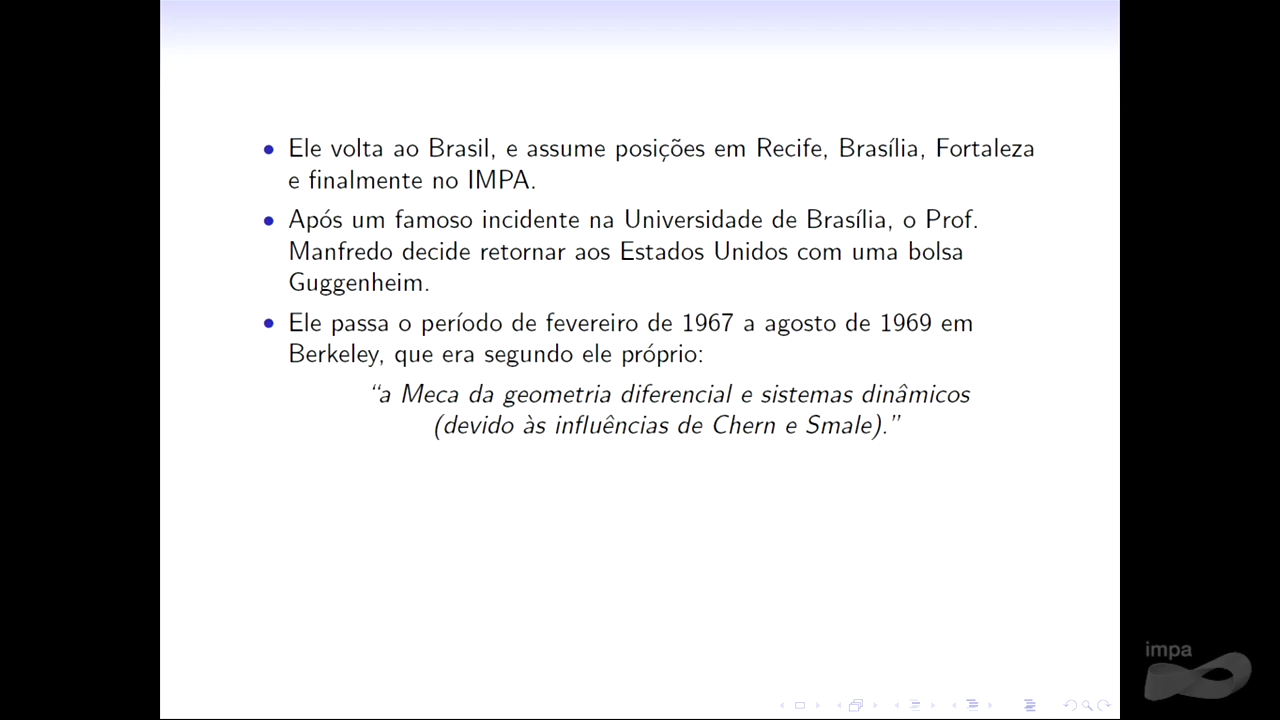 • Ele volta ao Brasil, e assume posições em Recife, Brasília, Fortaleza
e finalmente no IMPA.
• Após um famoso incidente na Universidade de Brasília, o Prof.
Manfredo decide retornar aos Estados Unidos com uma bolsa
Guggenheim.
• Ele passa o período de fevereiro de 1967 a agosto de 1969 em
Berkeley, que era segundo ele próprio:
“a Meca da geometria diferencial e sistemas dinâmicos
(devido às influências de Chern e Smale).”
impa